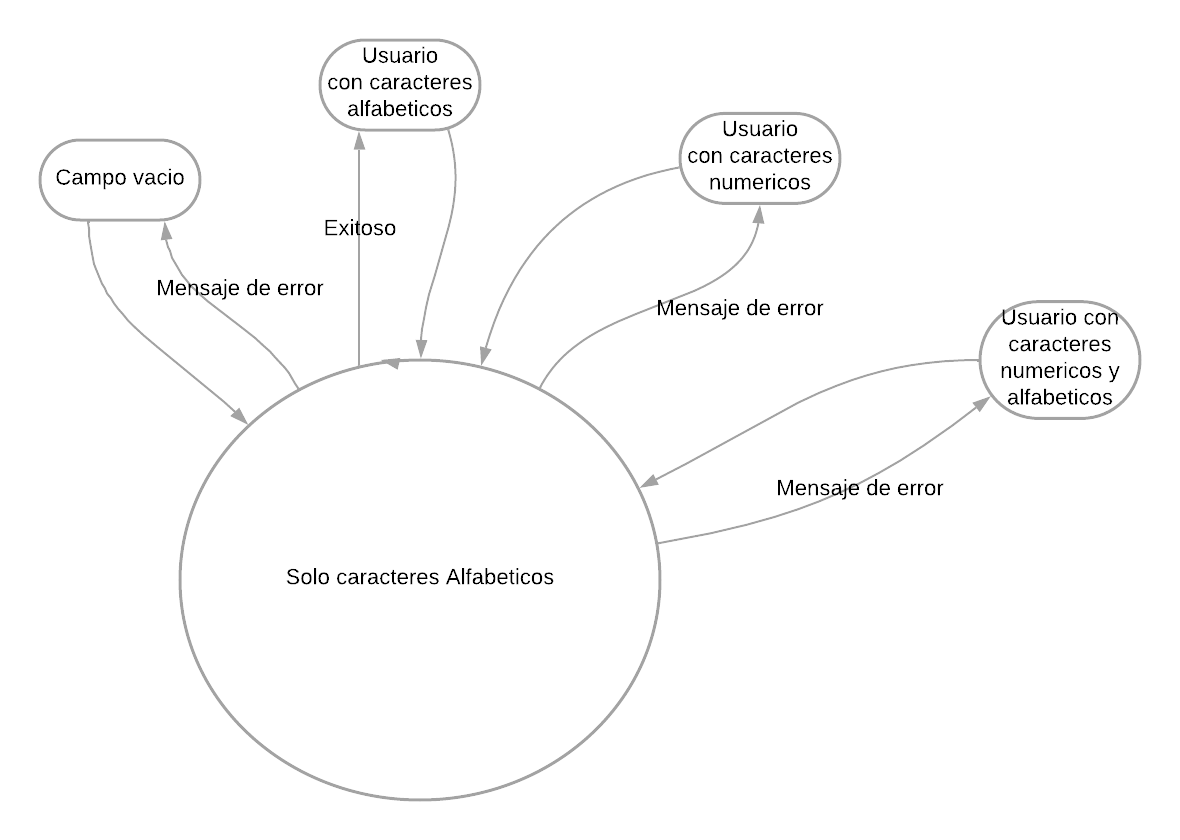 Usuario
con caracteres
alfabeticos
Usuario
con caracteres
numericos
Campo vacio
Exitoso
Mensaje de error
Mensaje de error
Usuario con
caracteres
numericos y
alfabeticos
Mensaje de error
Solo caracteres Alfabeticos